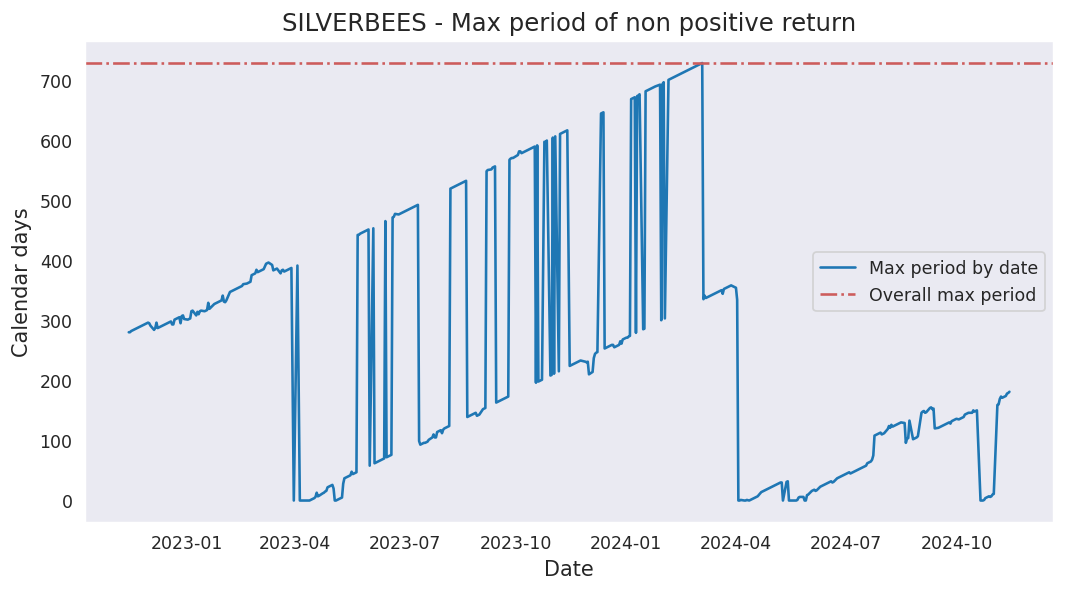 SILVERBEES - Max period of non positive return
Calendar days
700
600
500
400
300
200
100
0
Max period by date
Overall max period
2023-01 2023-04 2023-07 2023-10 2024-01 2024-04 2024-07 2024-10
Date